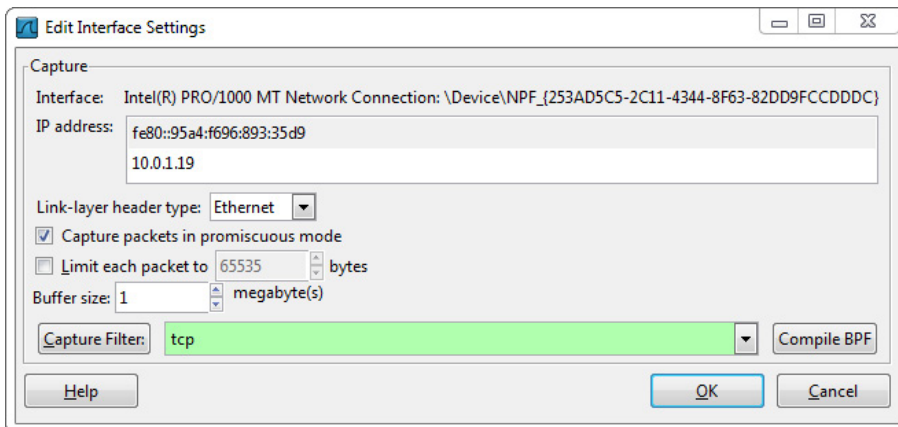 Edit Interface Settings
Capture
Interface: Intel(R) PRO/1000 MT Network Connection: \Device\NPF_{253AD5C5-2C11-4344-8F63-82DD9FCCDDDC}
IP address: fe80::95a4:f696:893:35d9
10.0.1.19
Link-layer header type: Ethernet
Capture packets in promiscuous mode
Limit each packet to 65535 bytes
Buffer size: 1 megabyte(s)
Capture Filter: tcp Compile BPF
Help OK Cancel